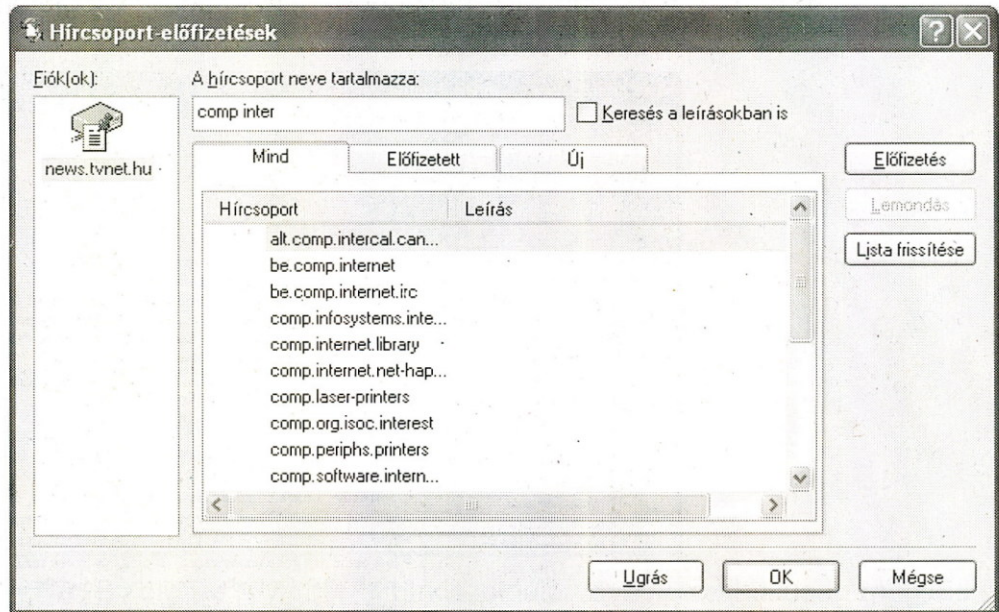 Hírcsoport-előfizetések
Fiók(ok):
news.tvnet.hu
A hírcsoport neve tartalmazza:
comp inter
Keresés a leírásokban is
Mind
Előfizetett
Új
Hírcsoport
Leírás
alt.comp.intercal.can...
be.comp.internet
be.comp.internet.irc
comp.infosystems.inte...
comp.internet.library
comp.internet.net-hap...
comp.laser-printers
comp.org.isoc.interest
comp.periphs.printers
comp.software.intern...
Előfizetés
Lemondás
Lista frissítése
Ugrás
OK
Mégse